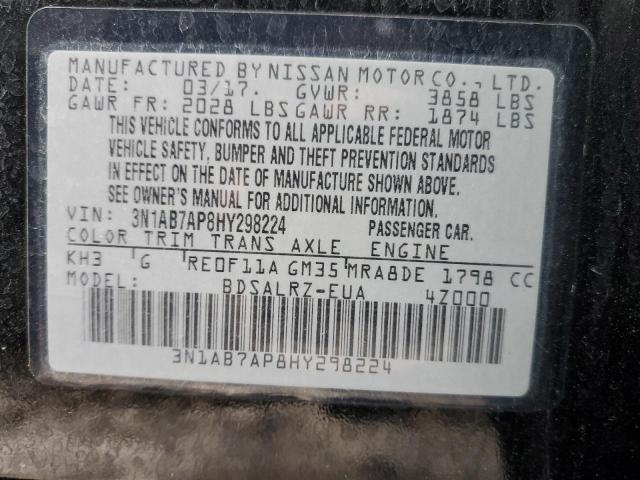 MANUFACTURED BY NISSAN MOTOR CO., LTD.
DATE: 03/17. GVWR: 3858 LBS
GAWR FR: 2028 LBS GAWR RR: 1874 LBS
THIS VEHICLE CONFORMS TO ALL APPLICABLE FEDERAL MOTOR
VEHICLE SAFETY, BUMPER AND THEFT PREVENTION STANDARDS
IN EFFECT ON THE DATE OF MANUFACTURE SHOWN ABOVE.
SEE OWNER'S MANUAL FOR ADDITIONAL INFORMATION.
VIN: 3N1AB7AP8HY298224 PASSENGER CAR.
COLOR TRIM TRANS AXLE ENGINE
KH3 G RE0F11A GM35 MRA8DE 1798 CC
MODEL: BDSALRZ-EUA 4Z000
3N1AB7AP8HY298224